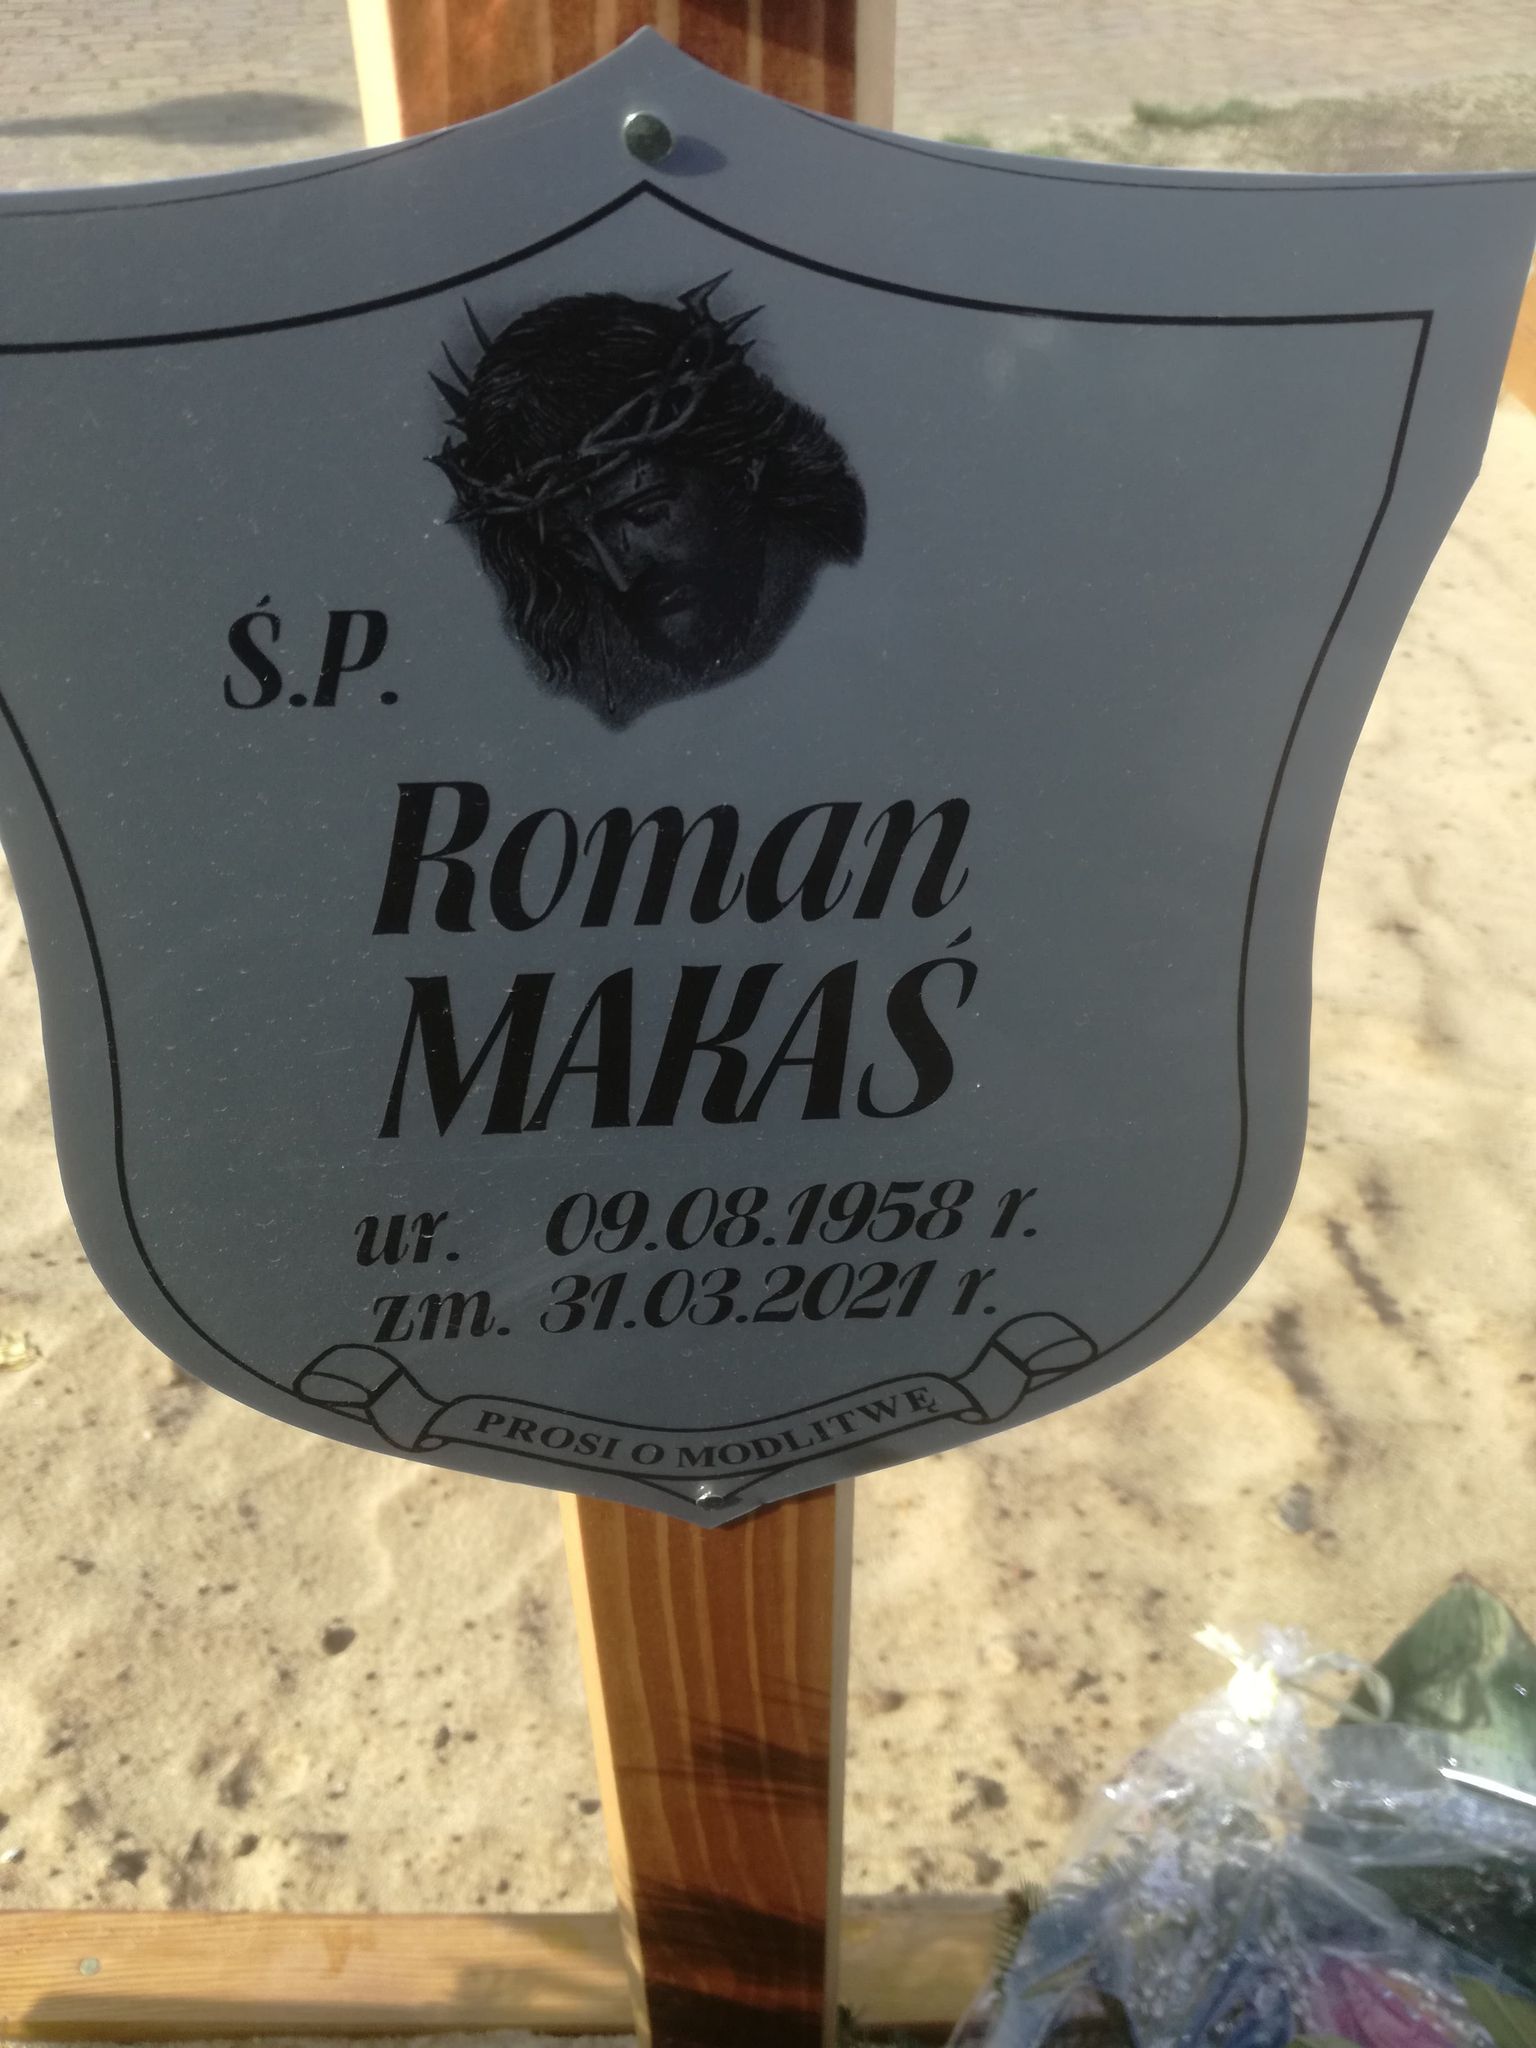 Ś.P.
Roman
MAKAŚ
ur. 09.08.1958 r.
zm. 31.03.2021 r.
PROSI O MODLITWĘ